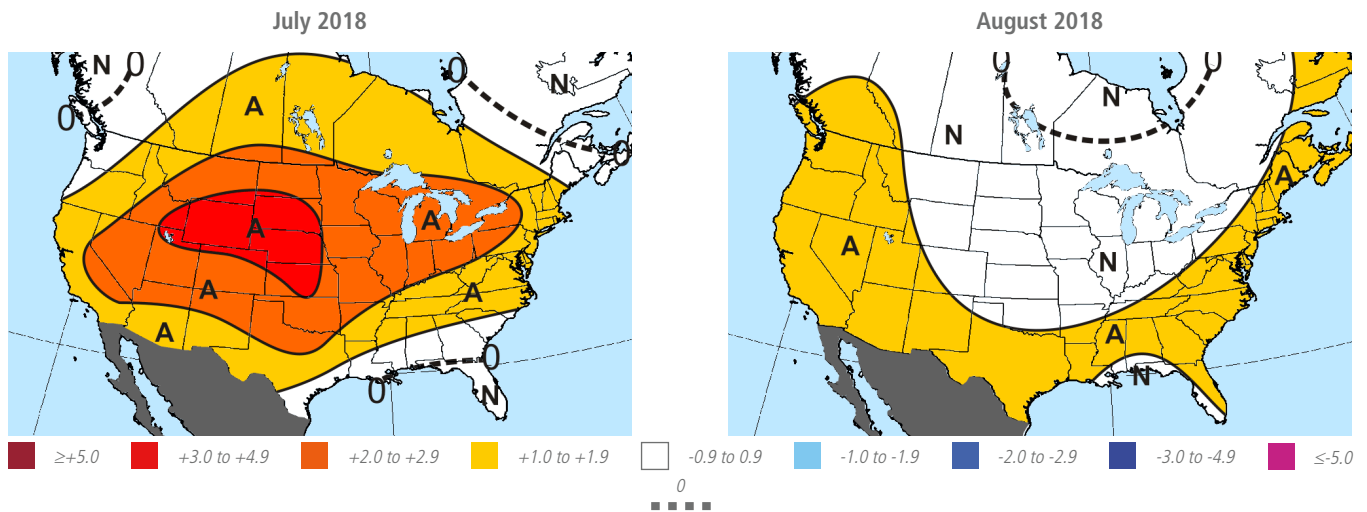 July 2018 August 2018
N 0 0 N 0 0 N
0 A N
0
A A A
A A N
A A A
0 0 N N
≥+5.0 +3.0 to +4.9 +2.0 to +2.9 +1.0 to +1.9 -0.9 to 0.9 -1.0 to -1.9 -2.0 to -2.9 -3.0 to -4.9 ≤-5.0
0